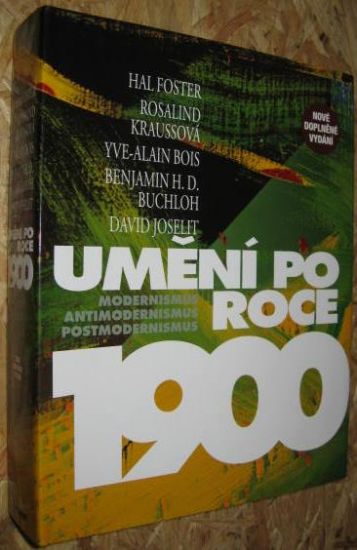 HAL FOSTER
ROSALIND
KRAUSSOVÁ
YVE-ALAIN BOIS
BENJAMIN H. D.
BUCHLOH
DAVID JOSELIT
NOVÉ
DOPLNĚNÉ
VYDÁNÍ
UMĚNÍ PO
ROCE
MODERNISMUS
ANTIMODERNISMUS
POSTMODERNISMUS
1900
1900